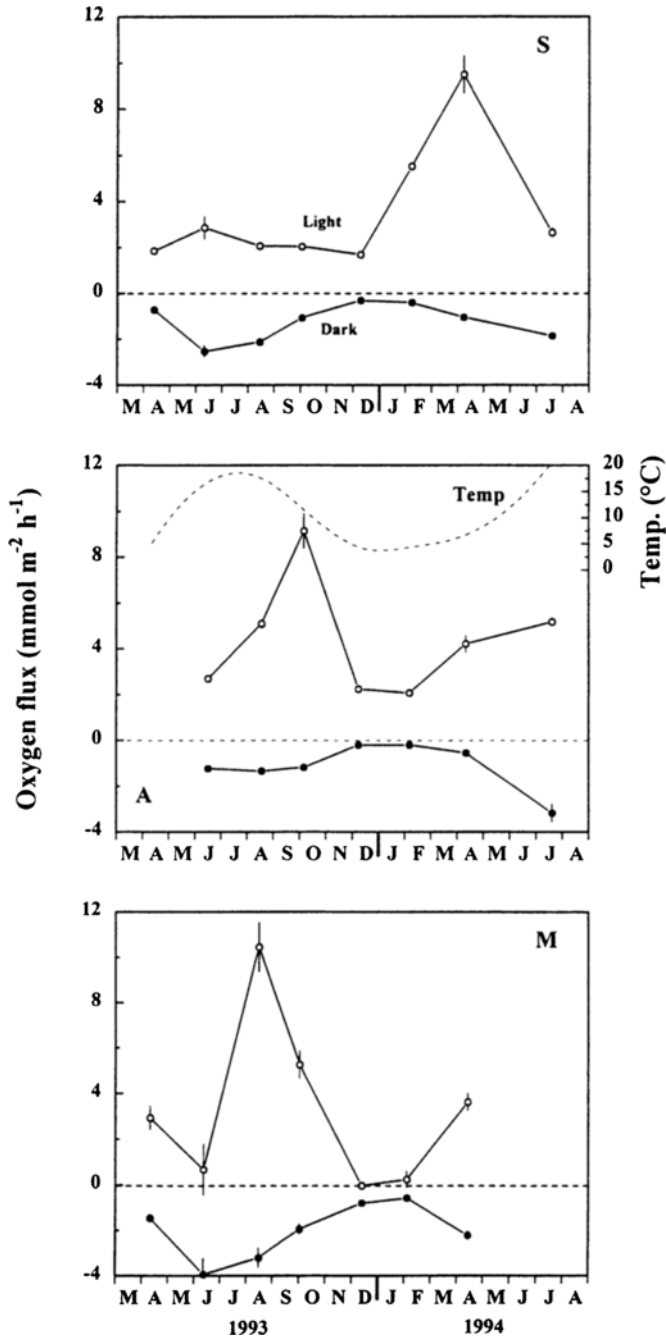 12
S
8
4
Light
0
Dark
-4
M A M J J A S O N D J F M A M J J A
Oxygen flux (mmol m⁻² h⁻¹)
12
Temp
20
15
10
5
0
Temp. (°C)
8
4
0
A
-4
M A M J J A S O N D J F M A M J J A
12
M
8
4
0
-4
M A M J J A S O N D J F M A M J J A
1993 1994